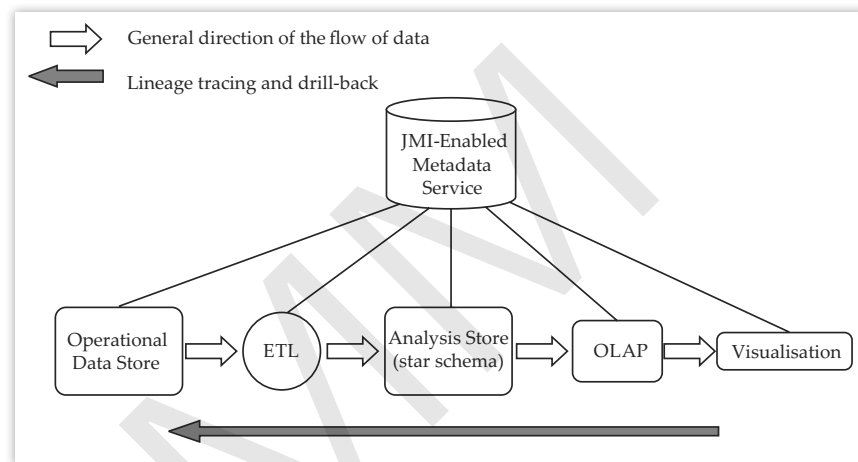 General direction of the flow of data
Lineage tracing and drill-back
JMI-Enabled
Metadata
Service
Operational
Data Store
ETL
Analysis Store
(star schema)
OLAP
Visualisation